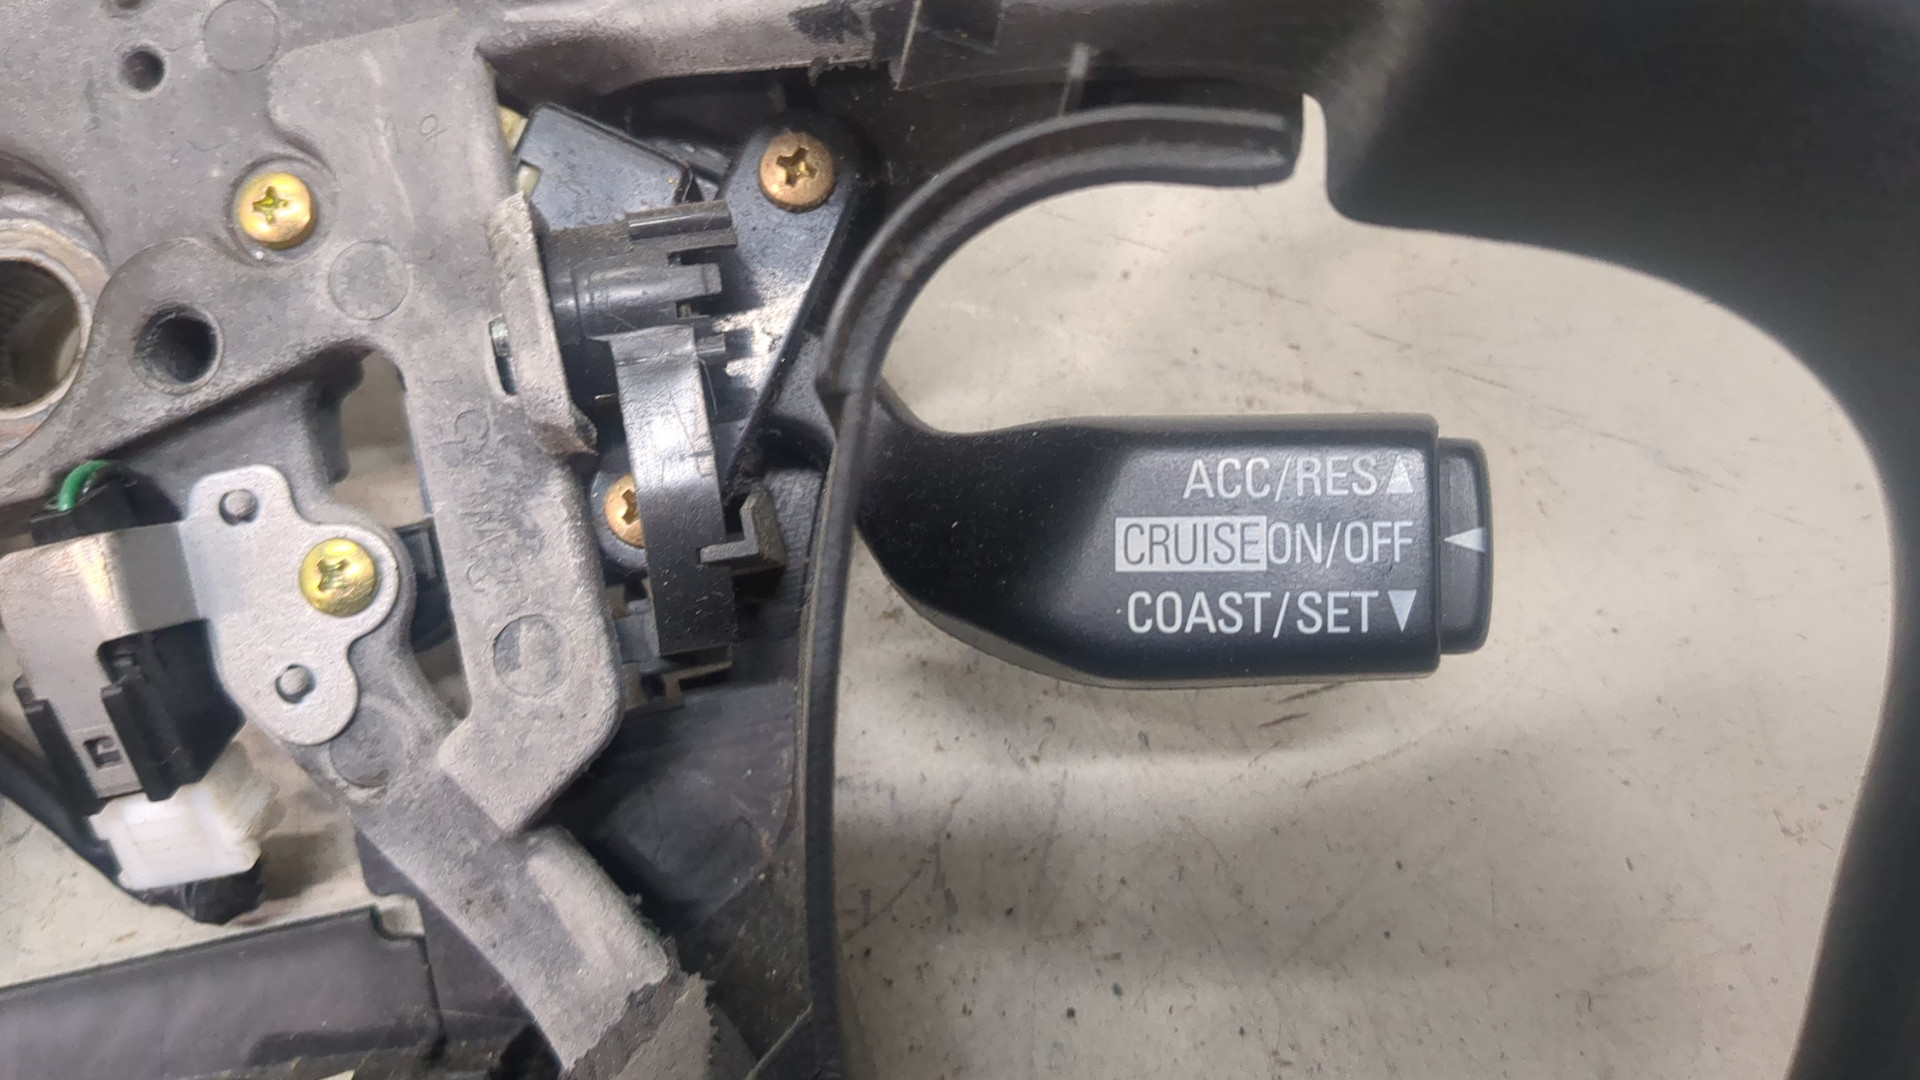 ACC/RES▲
CRUISE ON/OFF
COAST/SET▼